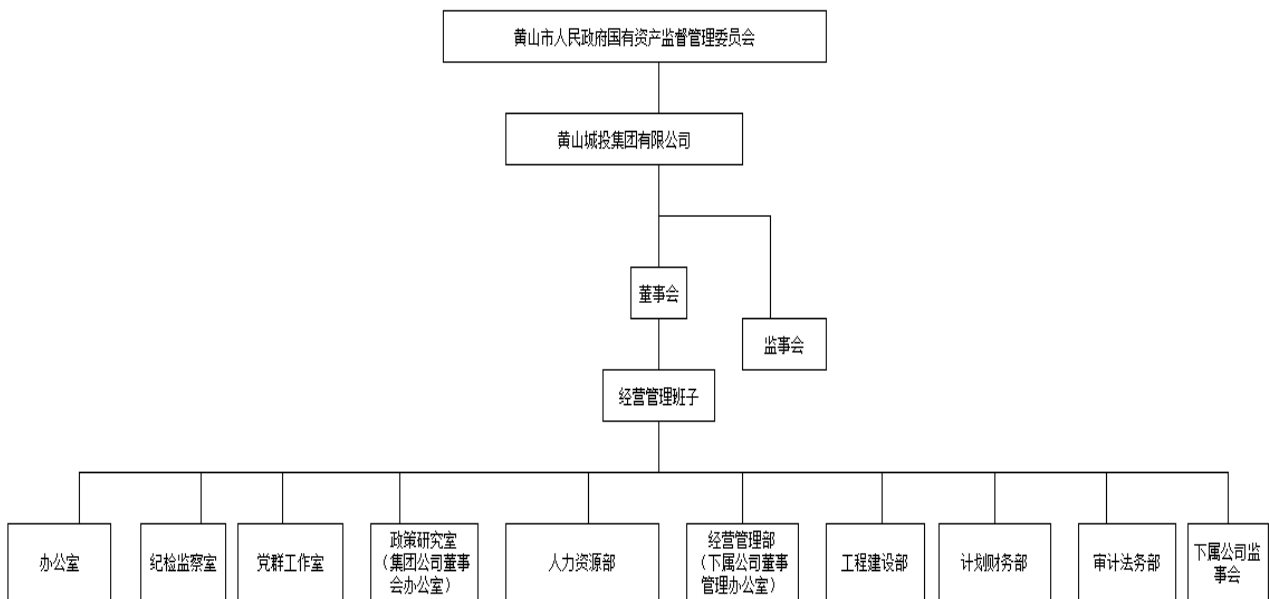 黄山市人民政府国有资产监督管理委员会
黄山城投集团有限公司
董事会
监事会
经营管理班子
办公室
纪检监察室
党群工作室
政策研究室
（集团公司董事
会办公室）
人力资源部
经营管理部
（下属公司董事
管理办公室）
工程建设部
计划财务部
审计法务部
下属公司监
事会